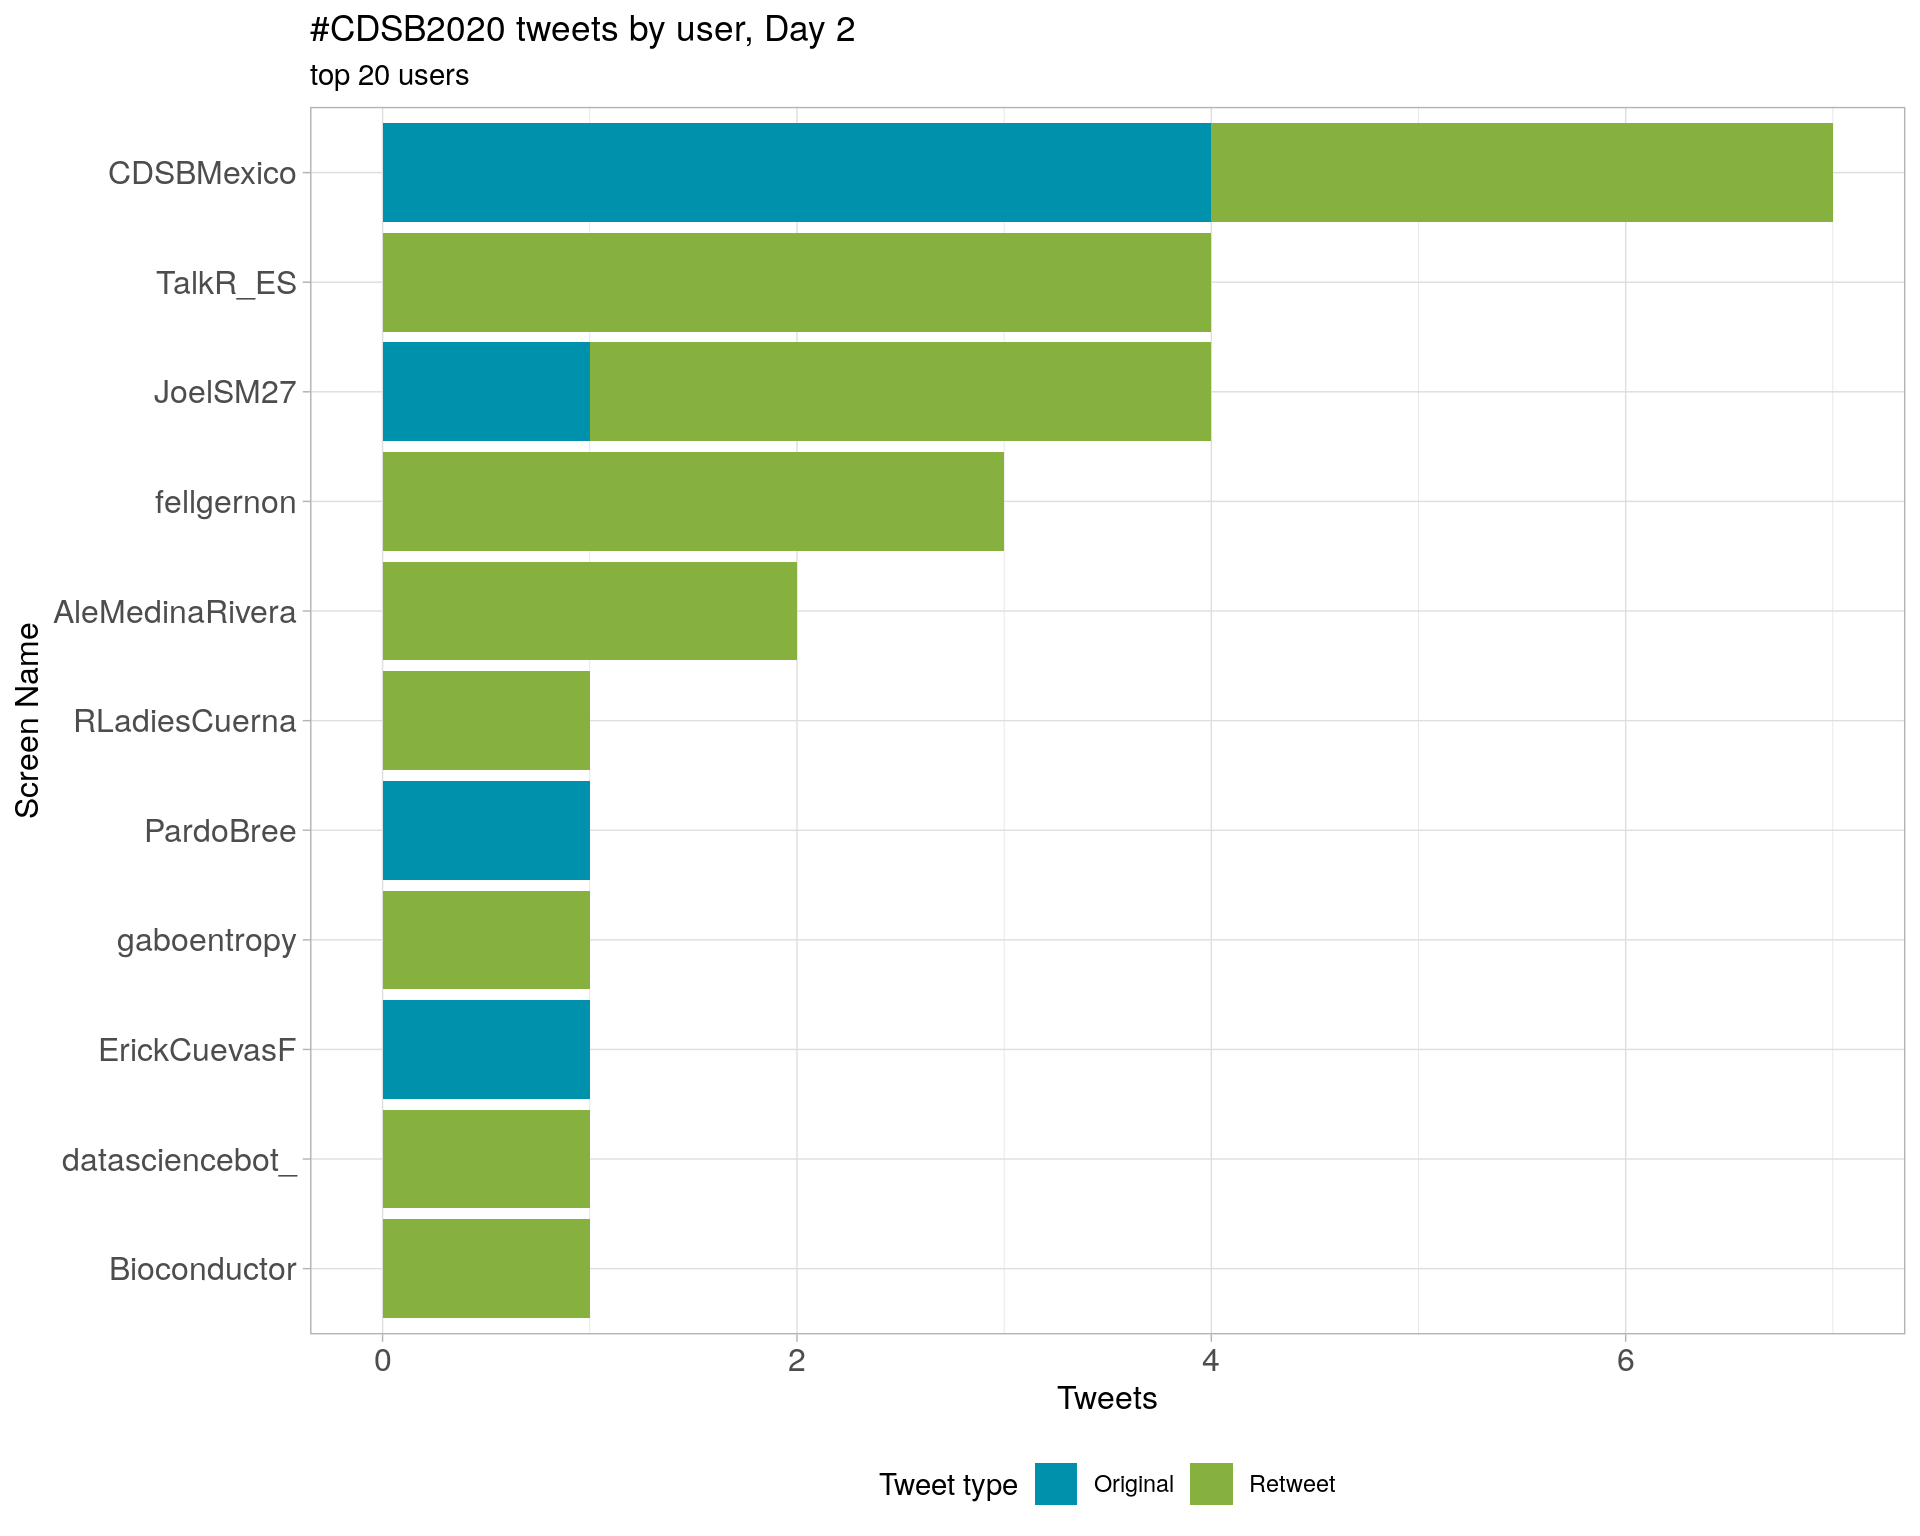 #CDSB2020 tweets by user, Day 2
top 20 users
Screen Name
CDSBMexico
TalkR_ES
JoelSM27
fellgernon
AleMedinaRivera
RLadiesCuerna
PardoBree
gaboentropy
ErickCuevasF
datasciencebot_
Bioconductor
0 2 4 6
Tweets
Tweet type Original Retweet